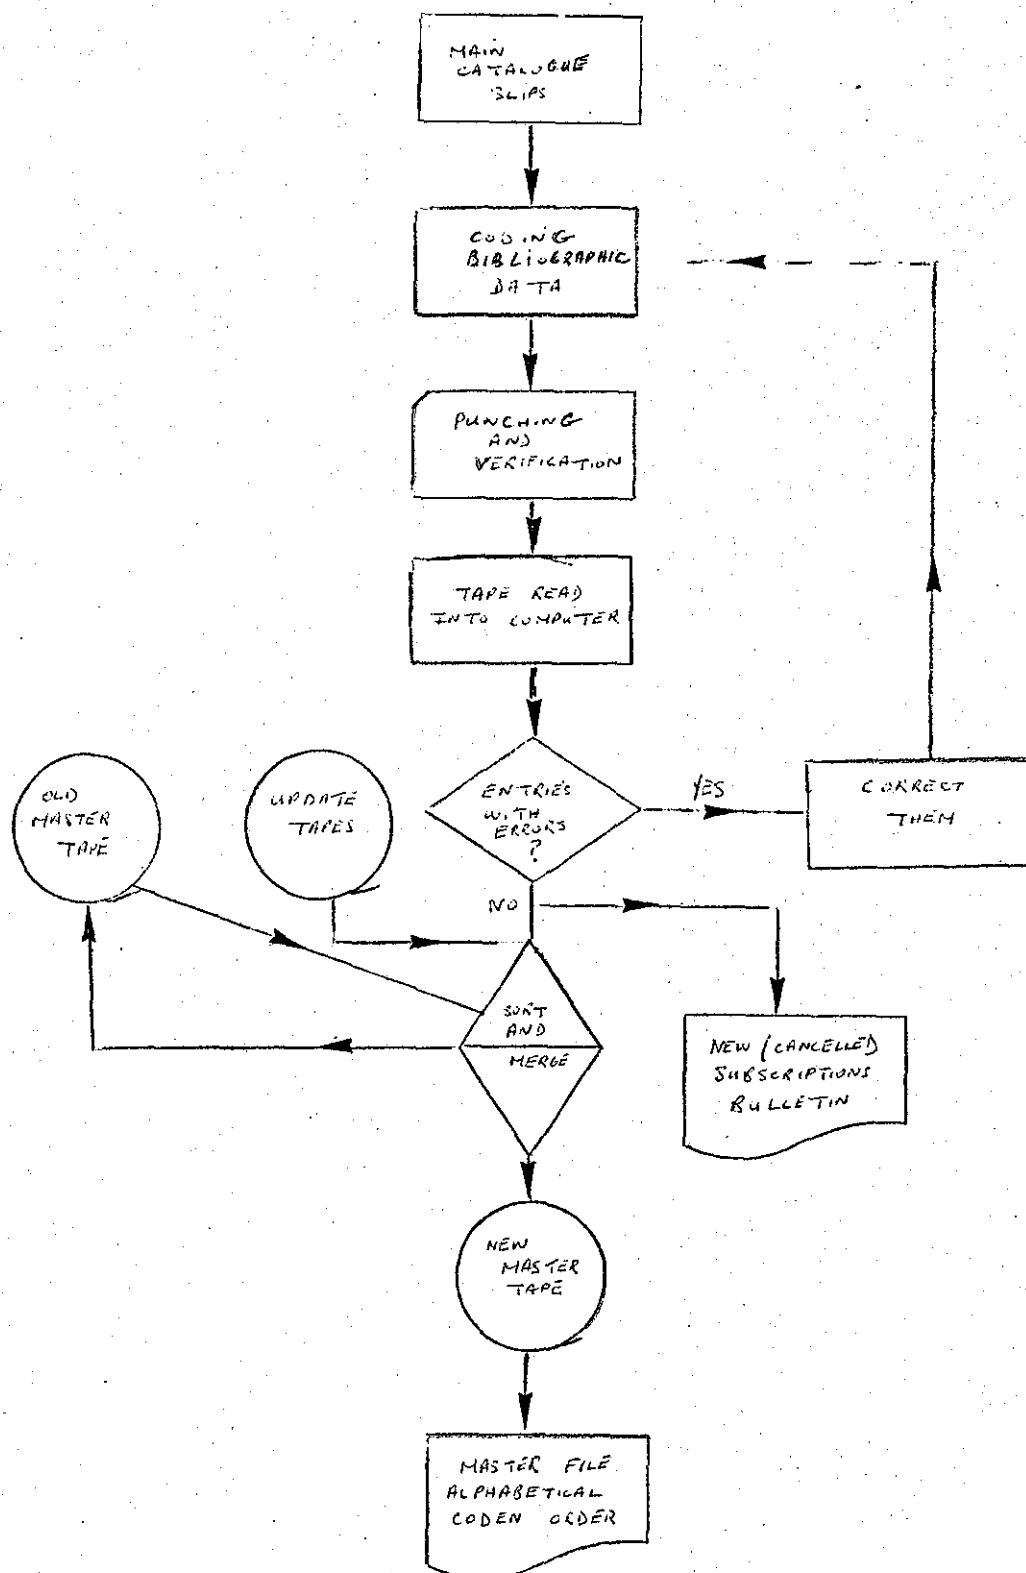 MAIN
CATALOGUE
SLIPS
CODING
BIBLIOGRAPHIC
DATA
PUNCHING
AND
VERIFICATION
TAPE READ
INTO COMPUTER
OLD
MASTER
TAPE
UPDATE
TAPES
ENTRIES
WITH
ERRORS
?
YES
CORRECT
THEM
NO
SORT
AND
MERGE
NEW (CANCELLED)
SUBSCRIPTIONS
BULLETIN
NEW
MASTER
TAPE
MASTER FILE
ALPHABETICAL
CODEN ORDER